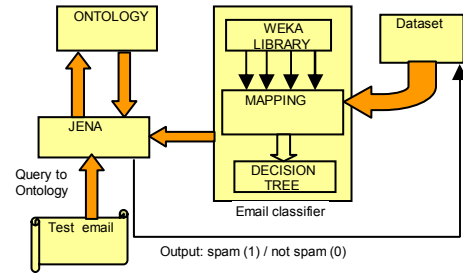 ONTOLOGY
WEKA
LIBRARY
Dataset
MAPPING
JENA
Query to
Ontology
DECISION
TREE
Email classifier
Test email
Output: spam (1) / not spam (0)